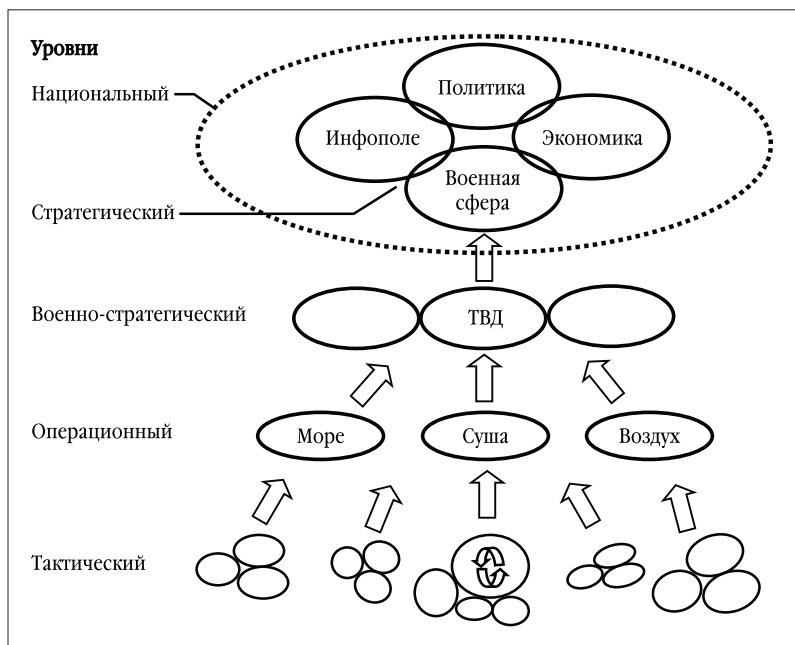 Уровни
Национальный
Политика
Инфополе
Экономика
Военная
сфера
Стратегический
Военно-стратегический
ТВД
Операционный
Море
Суша
Воздух
Тактический